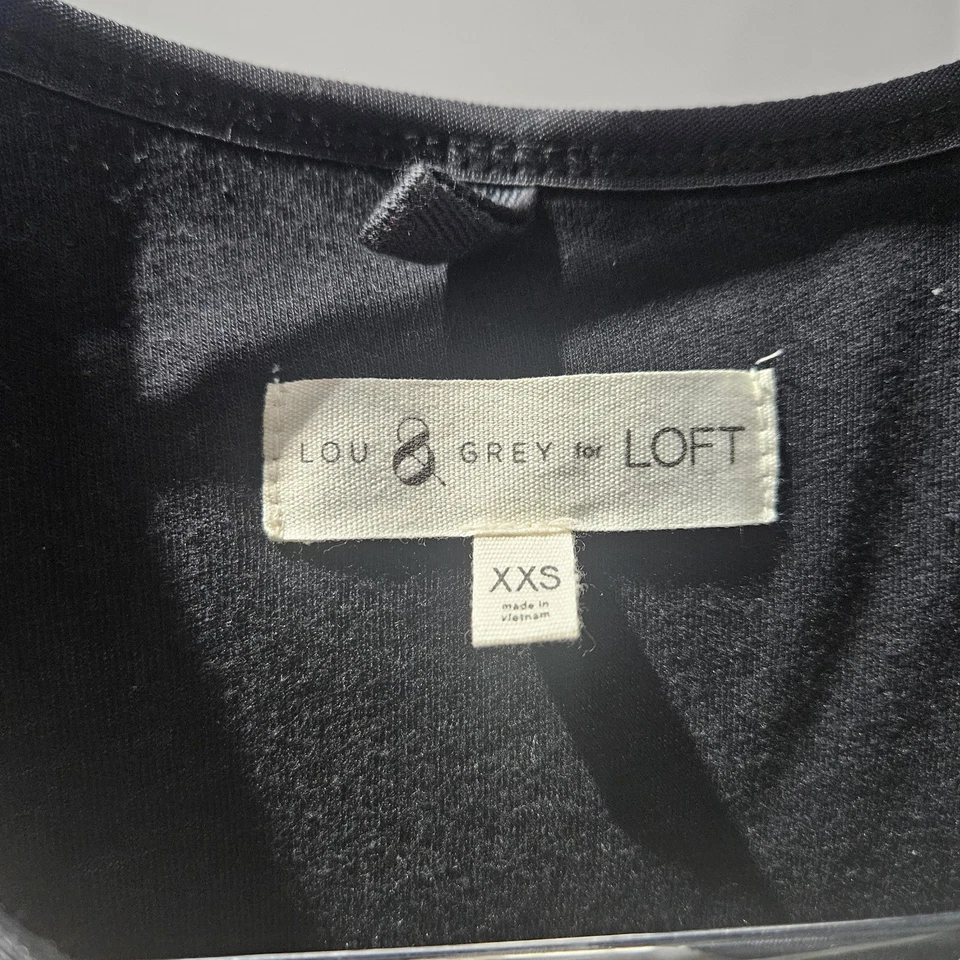 LOU & GREY for LOFT
XXS
made in
vietnam